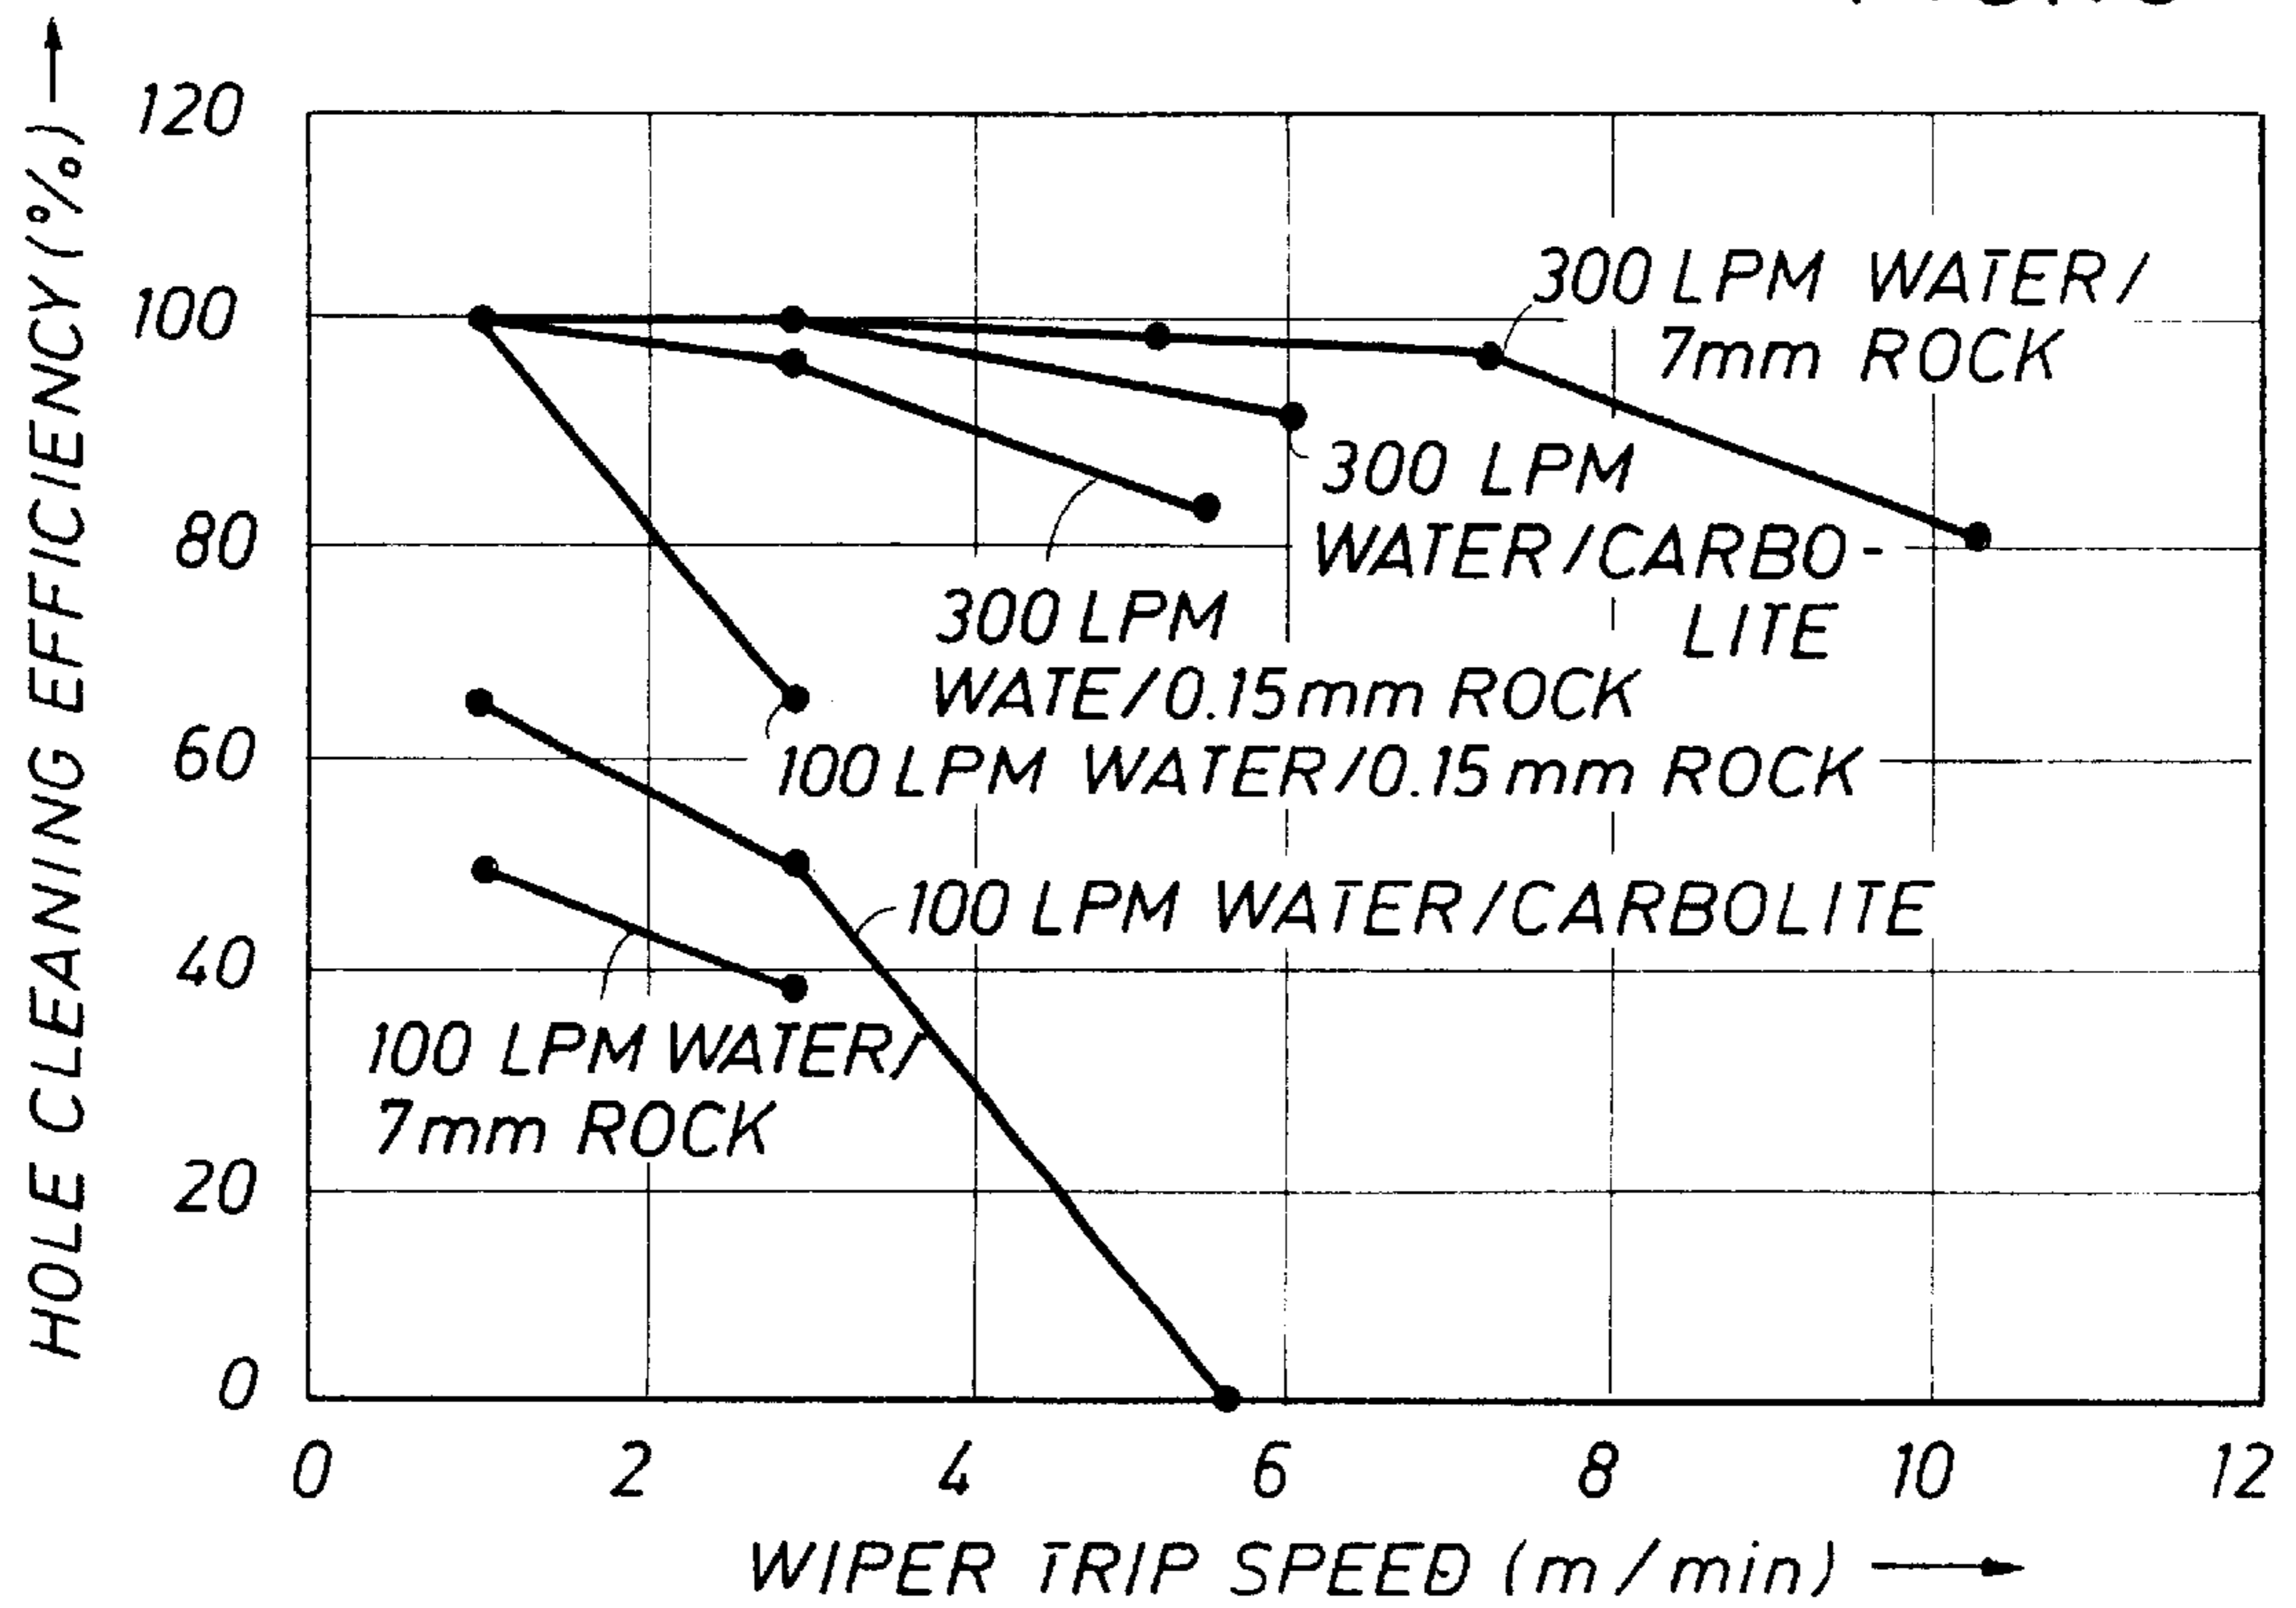 HOLE CLEANING EFFICIENCY (%)
120
100
80
60
40
20
0
300 LPM WATER/
7mm ROCK
300 LPM
WATER/CARBO-
LITE
300 LPM
WATE/0.15mm ROCK
100 LPM WATER/0.15mm ROCK
100 LPM WATER/CARBOLITE
100 LPM WATER/
7mm ROCK
0 2 4 6 8 10 12
WIPER TRIP SPEED (m/min)